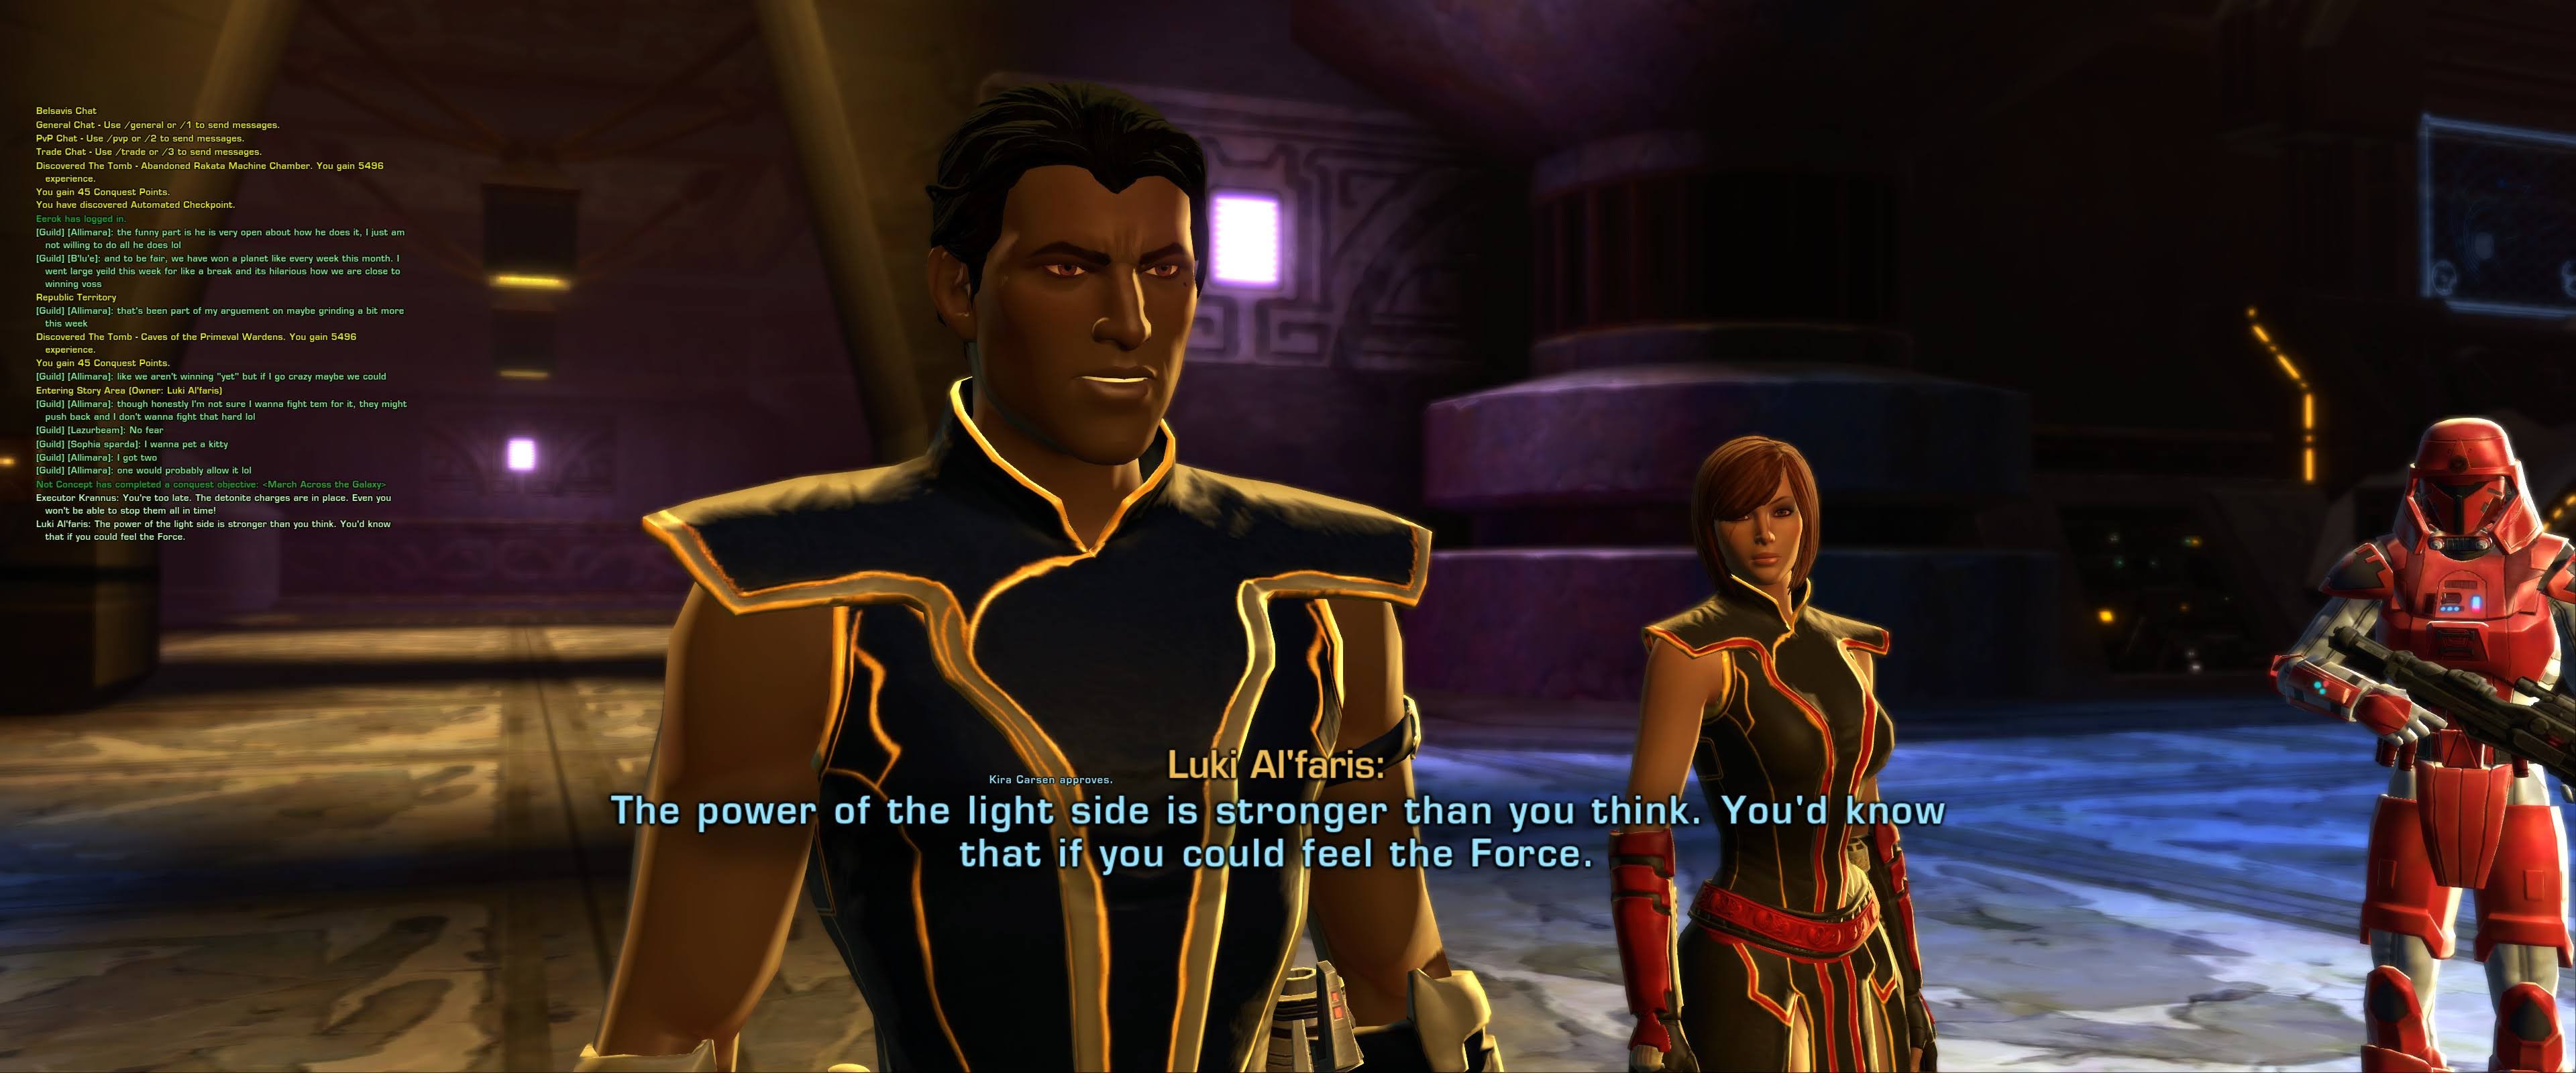 Belsavis Chat
General Chat - Use /general or /1 to send messages.
PvP Chat - Use /pvp or /2 to send messages.
Trade Chat - Use /trade or /3 to send messages.
Discovered The Tomb - Abandoned Rakata Machine Chamber. You gain 5496
experience.
You gain 45 Conquest Points.
You have discovered Automated Checkpoint.
Eerok has logged in.
[Guild] [Allimara]: the funny part is he is very open about how he does it, I just am
not willing to do all he does lol
[Guild] [B'lu'e]: and to be fair, we have won a planet like every week this month. I
went large yeild this week for like a break and its hilarious how we are close to
winning voss
Republic Territory
[Guild] [Allimara]: that's been part of my arguement on maybe grinding a bit more
this week
Discovered The Tomb - Caves of the Primeval Wardens. You gain 5496
experience.
You gain 45 Conquest Points.
[Guild] [Allimara]: like we aren't winning "yet" but if I go crazy maybe we could
Entering Story Area (Owner: Luki Al'faris)
[Guild] [Allimara]: though honestly I'm not sure I wanna fight tem for it, they might
push back and I don't wanna fight that hard lol
[Guild] [Lazurbeam]: No fear
[Guild] [Sophia sparda]: I wanna pet a kitty
[Guild] [Allimara]: I got two
[Guild] [Allimara]: one would probably allow it lol
Not Concept has completed a conquest objective: <March Across the Galaxy>
Executor Krannus: You're too late. The detonite charges are in place. Even you
won't be able to stop them all in time!
Luki Al'faris: The power of the light side is stronger than you think. You'd know
that if you could feel the Force.
Kira Carsen approves.
Luki Al'faris:
The power of the light side is stronger than you think. You'd know
that if you could feel the Force.